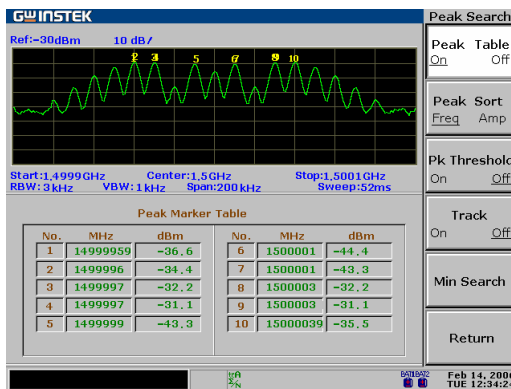 GWINSTEK
Peak Search
Ref:-30dBm 10 dB/
2 3 5 6 9 10
Peak Table
On Off
Peak Sort
Freq Amp
Pk Threshold
On Off
Start:1.4999GHz Center:1.5GHz Stop:1.5001GHz
RBW:3kHz VBW:1kHz Span:200kHz Sweep:52ms
Peak Marker Table
No. MHz dBm No. MHz dBm
1 14999959 -36.6 6 1500001 -44.4
2 1499996 -34.4 7 1500001 -43.3
3 1499997 -32.2 8 1500003 -32.2
4 1499997 -31.1 9 1500003 -31.1
5 1499999 -43.3 10 15000039 -35.5
Track
On Off
Min Search
Return
BAT1 BAT2
Feb 14, 2006
TUE 12:34:24